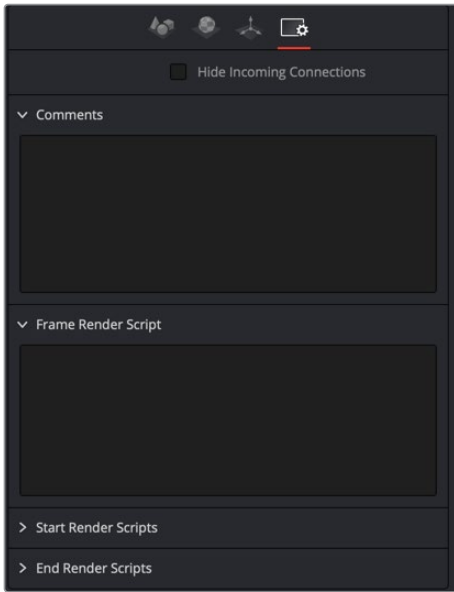 Hide Incoming Connections
Comments
Frame Render Script
Start Render Scripts
End Render Scripts